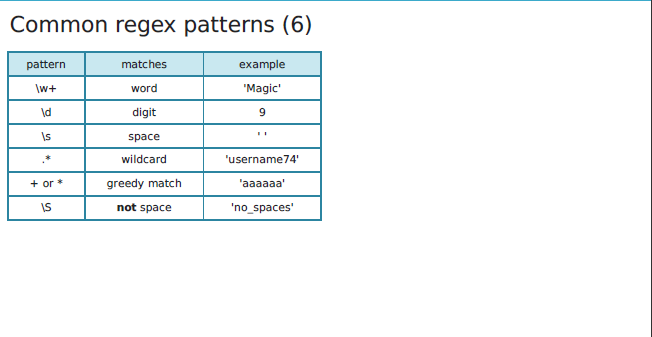 Common regex patterns (6)
pattern matches example
\w+ word 'Magic'
\d digit 9
\s space ' '
.* wildcard 'username74'
+ or * greedy match 'aaaaaa'
\S not space 'no_spaces'